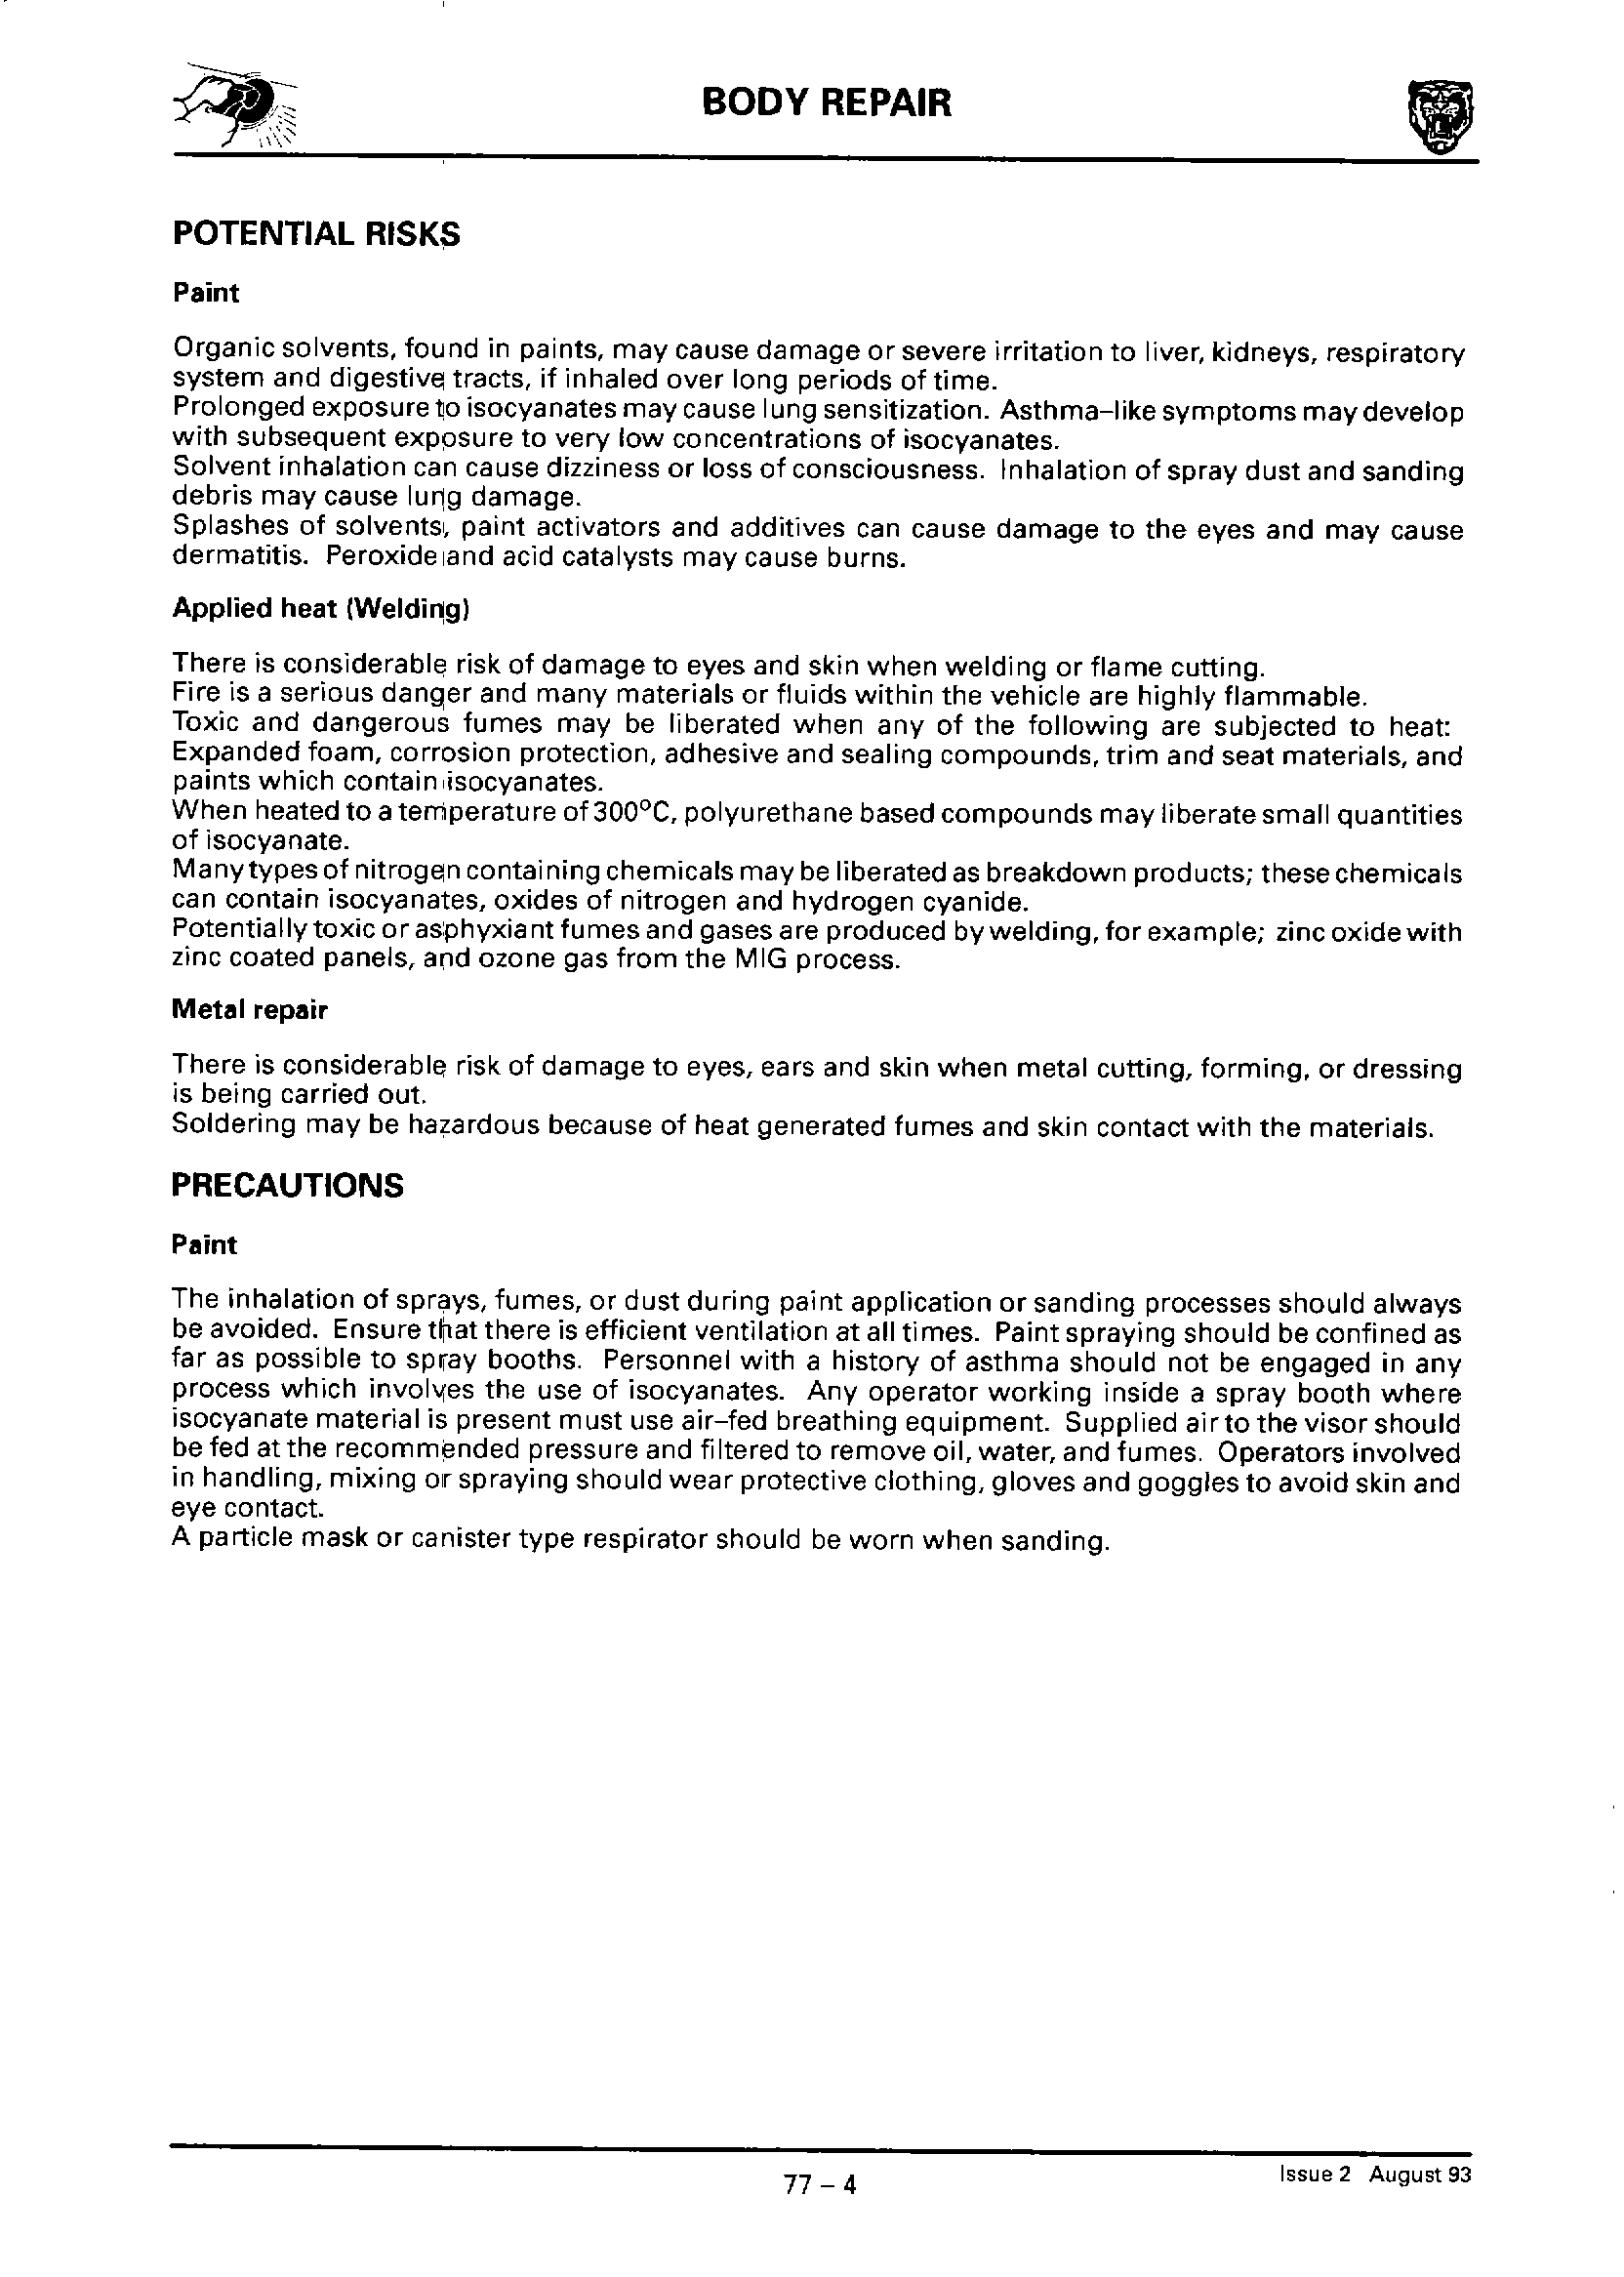 BODY REPAIR
POTENTIAL RISKS
Paint
Organic solvents, found in paints, may cause damage or severe irritation to liver, kidneys, respiratory
system and digestive tracts, if inhaled over long periods of time.
Prolonged exposure to isocyanates may cause lung sensitization. Asthma–like symptoms may develop
with subsequent exposure to very low concentrations of isocyanates.
Solvent inhalation can cause dizziness or loss of consciousness. Inhalation of spray dust and sanding
debris may cause lung damage.
Splashes of solvents, paint activators and additives can cause damage to the eyes and may cause
dermatitis. Peroxide and acid catalysts may cause burns.
Applied heat (Welding)
There is considerable risk of damage to eyes and skin when welding or flame cutting.
Fire is a serious danger and many materials or fluids within the vehicle are highly flammable.
Toxic and dangerous fumes may be liberated when any of the following are subjected to heat:
Expanded foam, corrosion protection, adhesive and sealing compounds, trim and seat materials, and
paints which contain isocyanates.
When heated to a temperature of 300°C, polyurethane based compounds may liberate small quantities
of isocyanate.
Many types of nitrogen containing chemicals may be liberated as breakdown products; these chemicals
can contain isocyanates, oxides of nitrogen and hydrogen cyanide.
Potentially toxic or asphyxiant fumes and gases are produced by welding, for example; zinc oxide with
zinc coated panels, and ozone gas from the MIG process.
Metal repair
There is considerable risk of damage to eyes, ears and skin when metal cutting, forming, or dressing
is being carried out.
Soldering may be hazardous because of heat generated fumes and skin contact with the materials.
PRECAUTIONS
Paint
The inhalation of sprays, fumes, or dust during paint application or sanding processes should always
be avoided. Ensure that there is efficient ventilation at all times. Paint spraying should be confined as
far as possible to spray booths. Personnel with a history of asthma should not be engaged in any
process which involves the use of isocyanates. Any operator working inside a spray booth where
isocyanate material is present must use air–fed breathing equipment. Supplied air to the visor should
be fed at the recommended pressure and filtered to remove oil, water, and fumes. Operators involved
in handling, mixing or spraying should wear protective clothing, gloves and goggles to avoid skin and
eye contact.
A particle mask or canister type respirator should be worn when sanding.
77 – 4
Issue 2 August 93